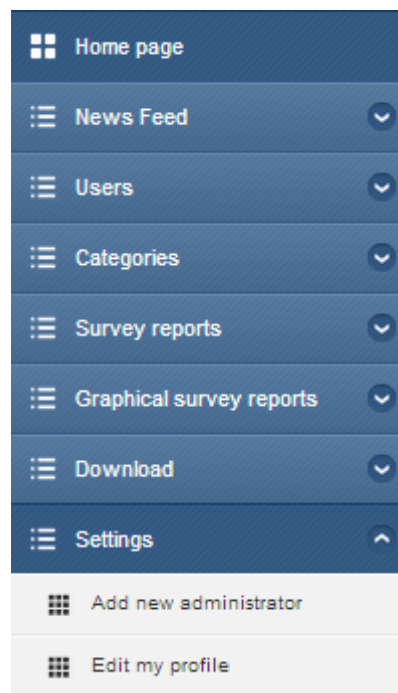 Home page
News Feed
Users
Categories
Survey reports
Graphical survey reports
Download
Settings
Add new administrator
Edit my profile